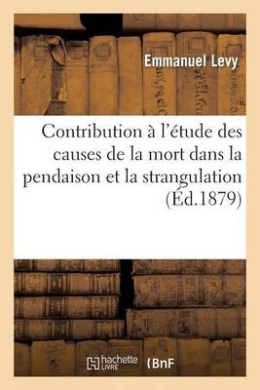 Emmanuel Levy
Contribution à l'étude des causes
de la mort dans la pendaison
et la strangulation
(Éd.1879)
hachette
LIVRE
{BnF